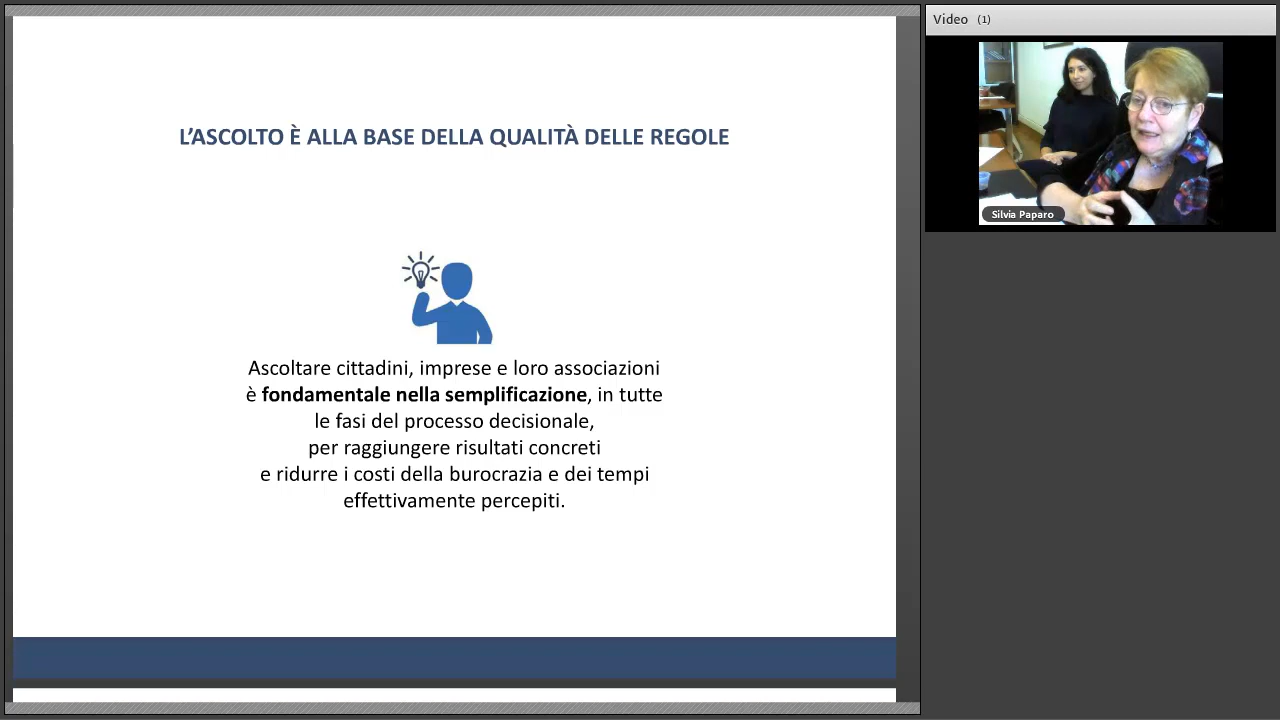 L'ASCOLTO È ALLA BASE DELLA QUALITÀ DELLE REGOLE
Ascoltare cittadini, imprese e loro associazioni
è fondamentale nella semplificazione, in tutte
le fasi del processo decisionale,
per raggiungere risultati concreti
e ridurre i costi della burocrazia e dei tempi
effettivamente percepiti.
Video (1)
Silvia Paparo